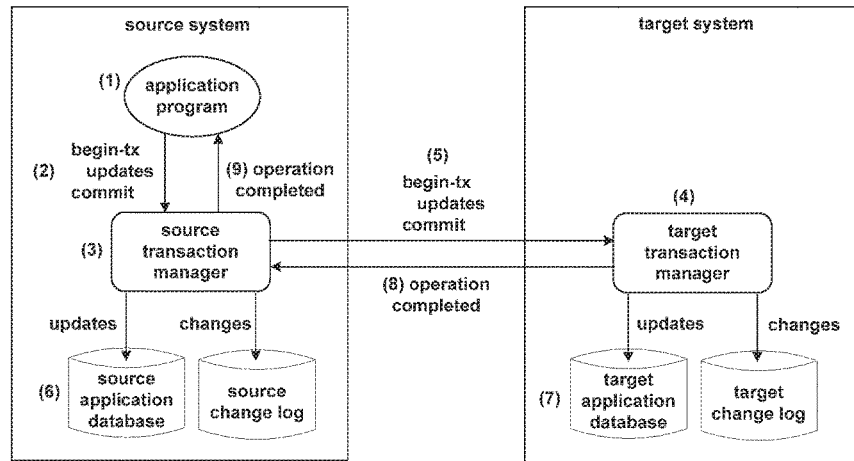 source system
target system
(1)
application
program
(2)
begin-tx
updates
commit
(9) operation
completed
(5)
begin-tx
updates
commit
(4)
(3)
source
transaction
manager
target
transaction
manager
(8) operation
completed
updates
changes
updates
changes
(6)
source
application
database
source
change log
(7)
target
application
database
target
change log